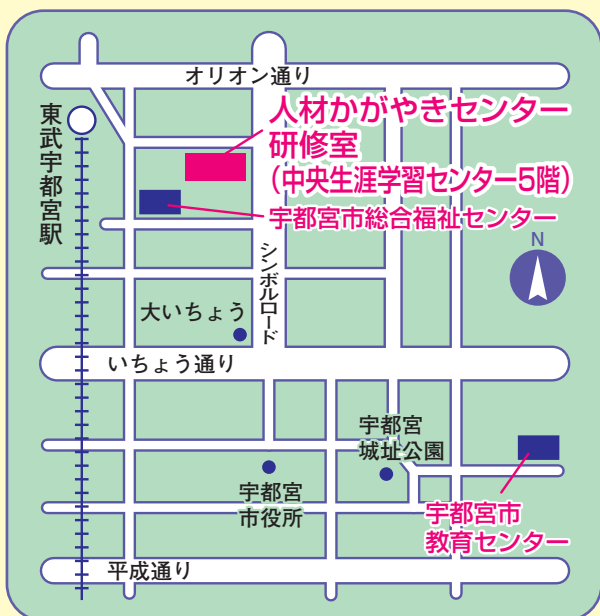 オリオン通り
東武宇都宮駅
人材かがやきセンター
研修室
(中央生涯学習センター5階)
宇都宮市総合福祉センター
シンボルロード
N
大いちょう
いちょう通り
宇都宮
城址公園
宇都宮
市役所
宇都宮市
教育センター
平成通り